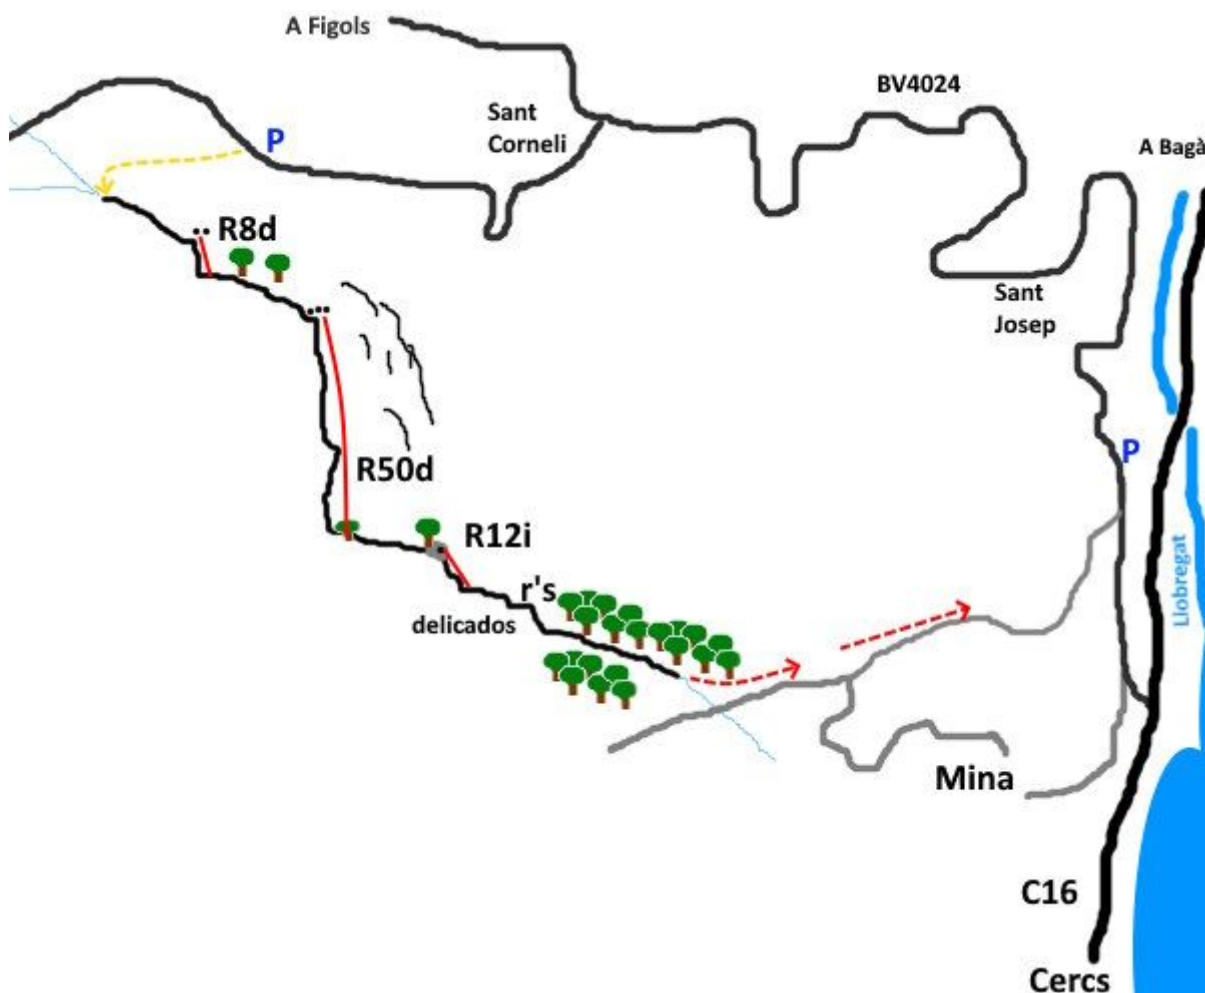 A Figols
BV4024
Sant
Corneli
P
A Bagà
R8d
Sant
Josep
P
R50d
R12i
r's
delicados
Llobregat
Mina
C16
Cercs